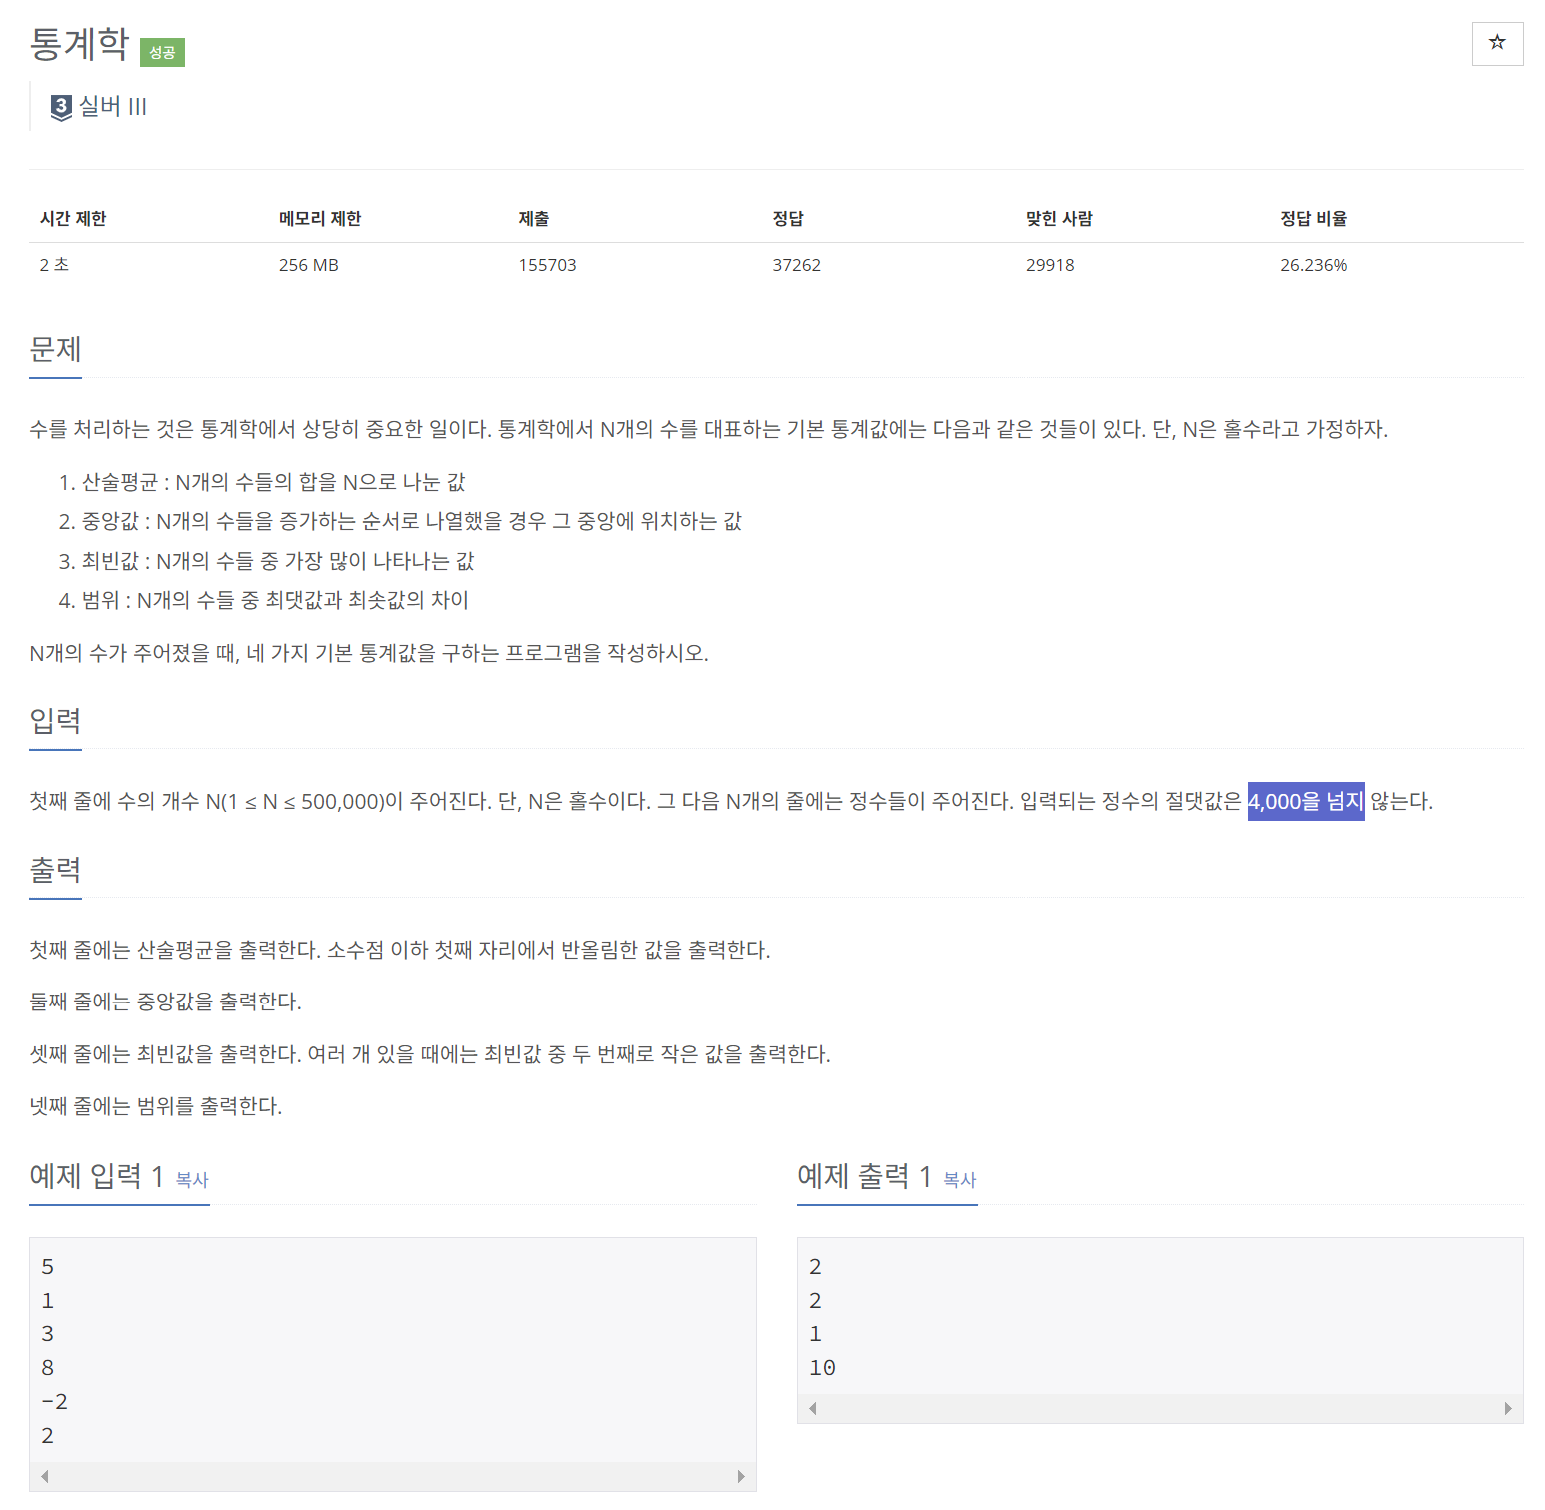 통계학 성공
☆
3 실버 III
시간 제한 메모리 제한 제출 정답 맞힌 사람 정답 비율
2 초 256 MB 155703 37262 29918 26.236%
문제
수를 처리하는 것은 통계학에서 상당히 중요한 일이다. 통계학에서 N개의 수를 대표하는 기본 통계값에는 다음과 같은 것들이 있다. 단, N은 홀수라고 가정하자.
1. 산술평균 : N개의 수들의 합을 N으로 나눈 값
2. 중앙값 : N개의 수들을 증가하는 순서로 나열했을 경우 그 중앙에 위치하는 값
3. 최빈값 : N개의 수들 중 가장 많이 나타나는 값
4. 범위 : N개의 수들 중 최댓값과 최솟값의 차이
N개의 수가 주어졌을 때, 네 가지 기본 통계값을 구하는 프로그램을 작성하시오.
입력
첫째 줄에 수의 개수 N(1 ≤ N ≤ 500,000)이 주어진다. 단, N은 홀수이다. 그 다음 N개의 줄에는 정수들이 주어진다. 입력되는 정수의 절댓값은 4,000을 넘지 않는다.
출력
첫째 줄에는 산술평균을 출력한다. 소수점 이하 첫째 자리에서 반올림한 값을 출력한다.
둘째 줄에는 중앙값을 출력한다.
셋째 줄에는 최빈값을 출력한다. 여러 개 있을 때에는 최빈값 중 두 번째로 작은 값을 출력한다.
넷째 줄에는 범위를 출력한다.
예제 입력 1 복사
5
1
3
8
-2
2
예제 출력 1 복사
2
2
1
10